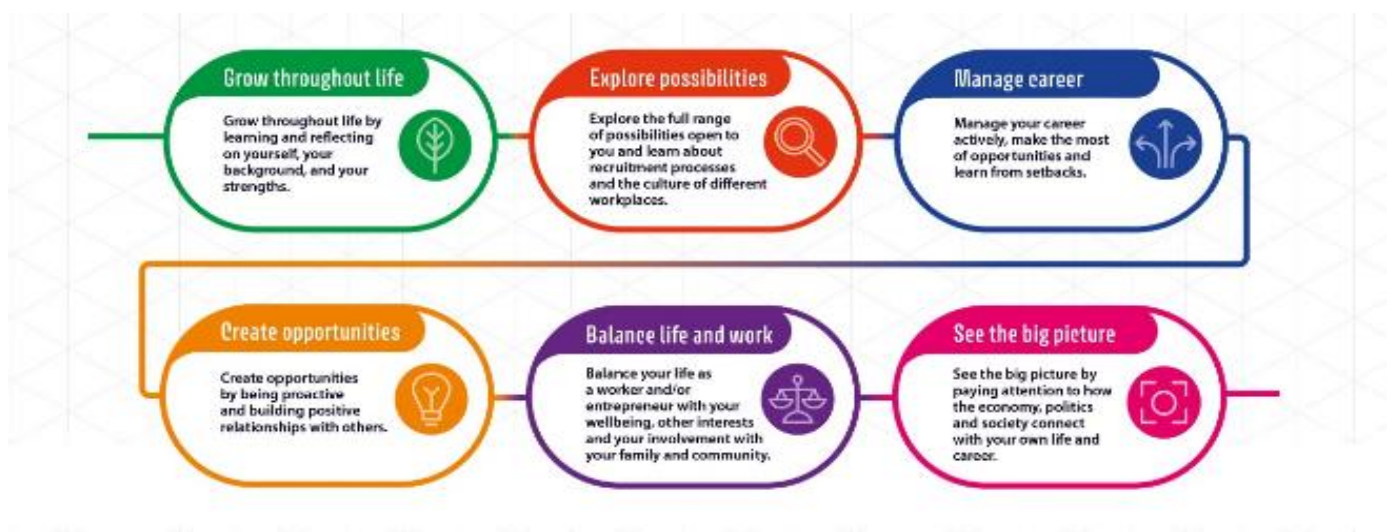 Grow throughout life
Grow throughout life by
learning and reflecting
on yourself, your
background, and your
strengths.
Explore possibilities
Explore the full range
of possibilities open to
you and learn about
recruitment processes
and the culture of different
workplaces.
Manage career
Manage your career
actively, make the most
of opportunities and
learn from setbacks.
Create opportunities
Create opportunities
by being proactive
and building positive
relationships with others.
Balance life and work
Balance your life as
a worker and/or
entrepreneur with your
wellbeing, other interests
and your involvement with
your family and community.
See the big picture
See the big picture by
paying attention to how
the economy, politics
and society connect
with your own life and
career.